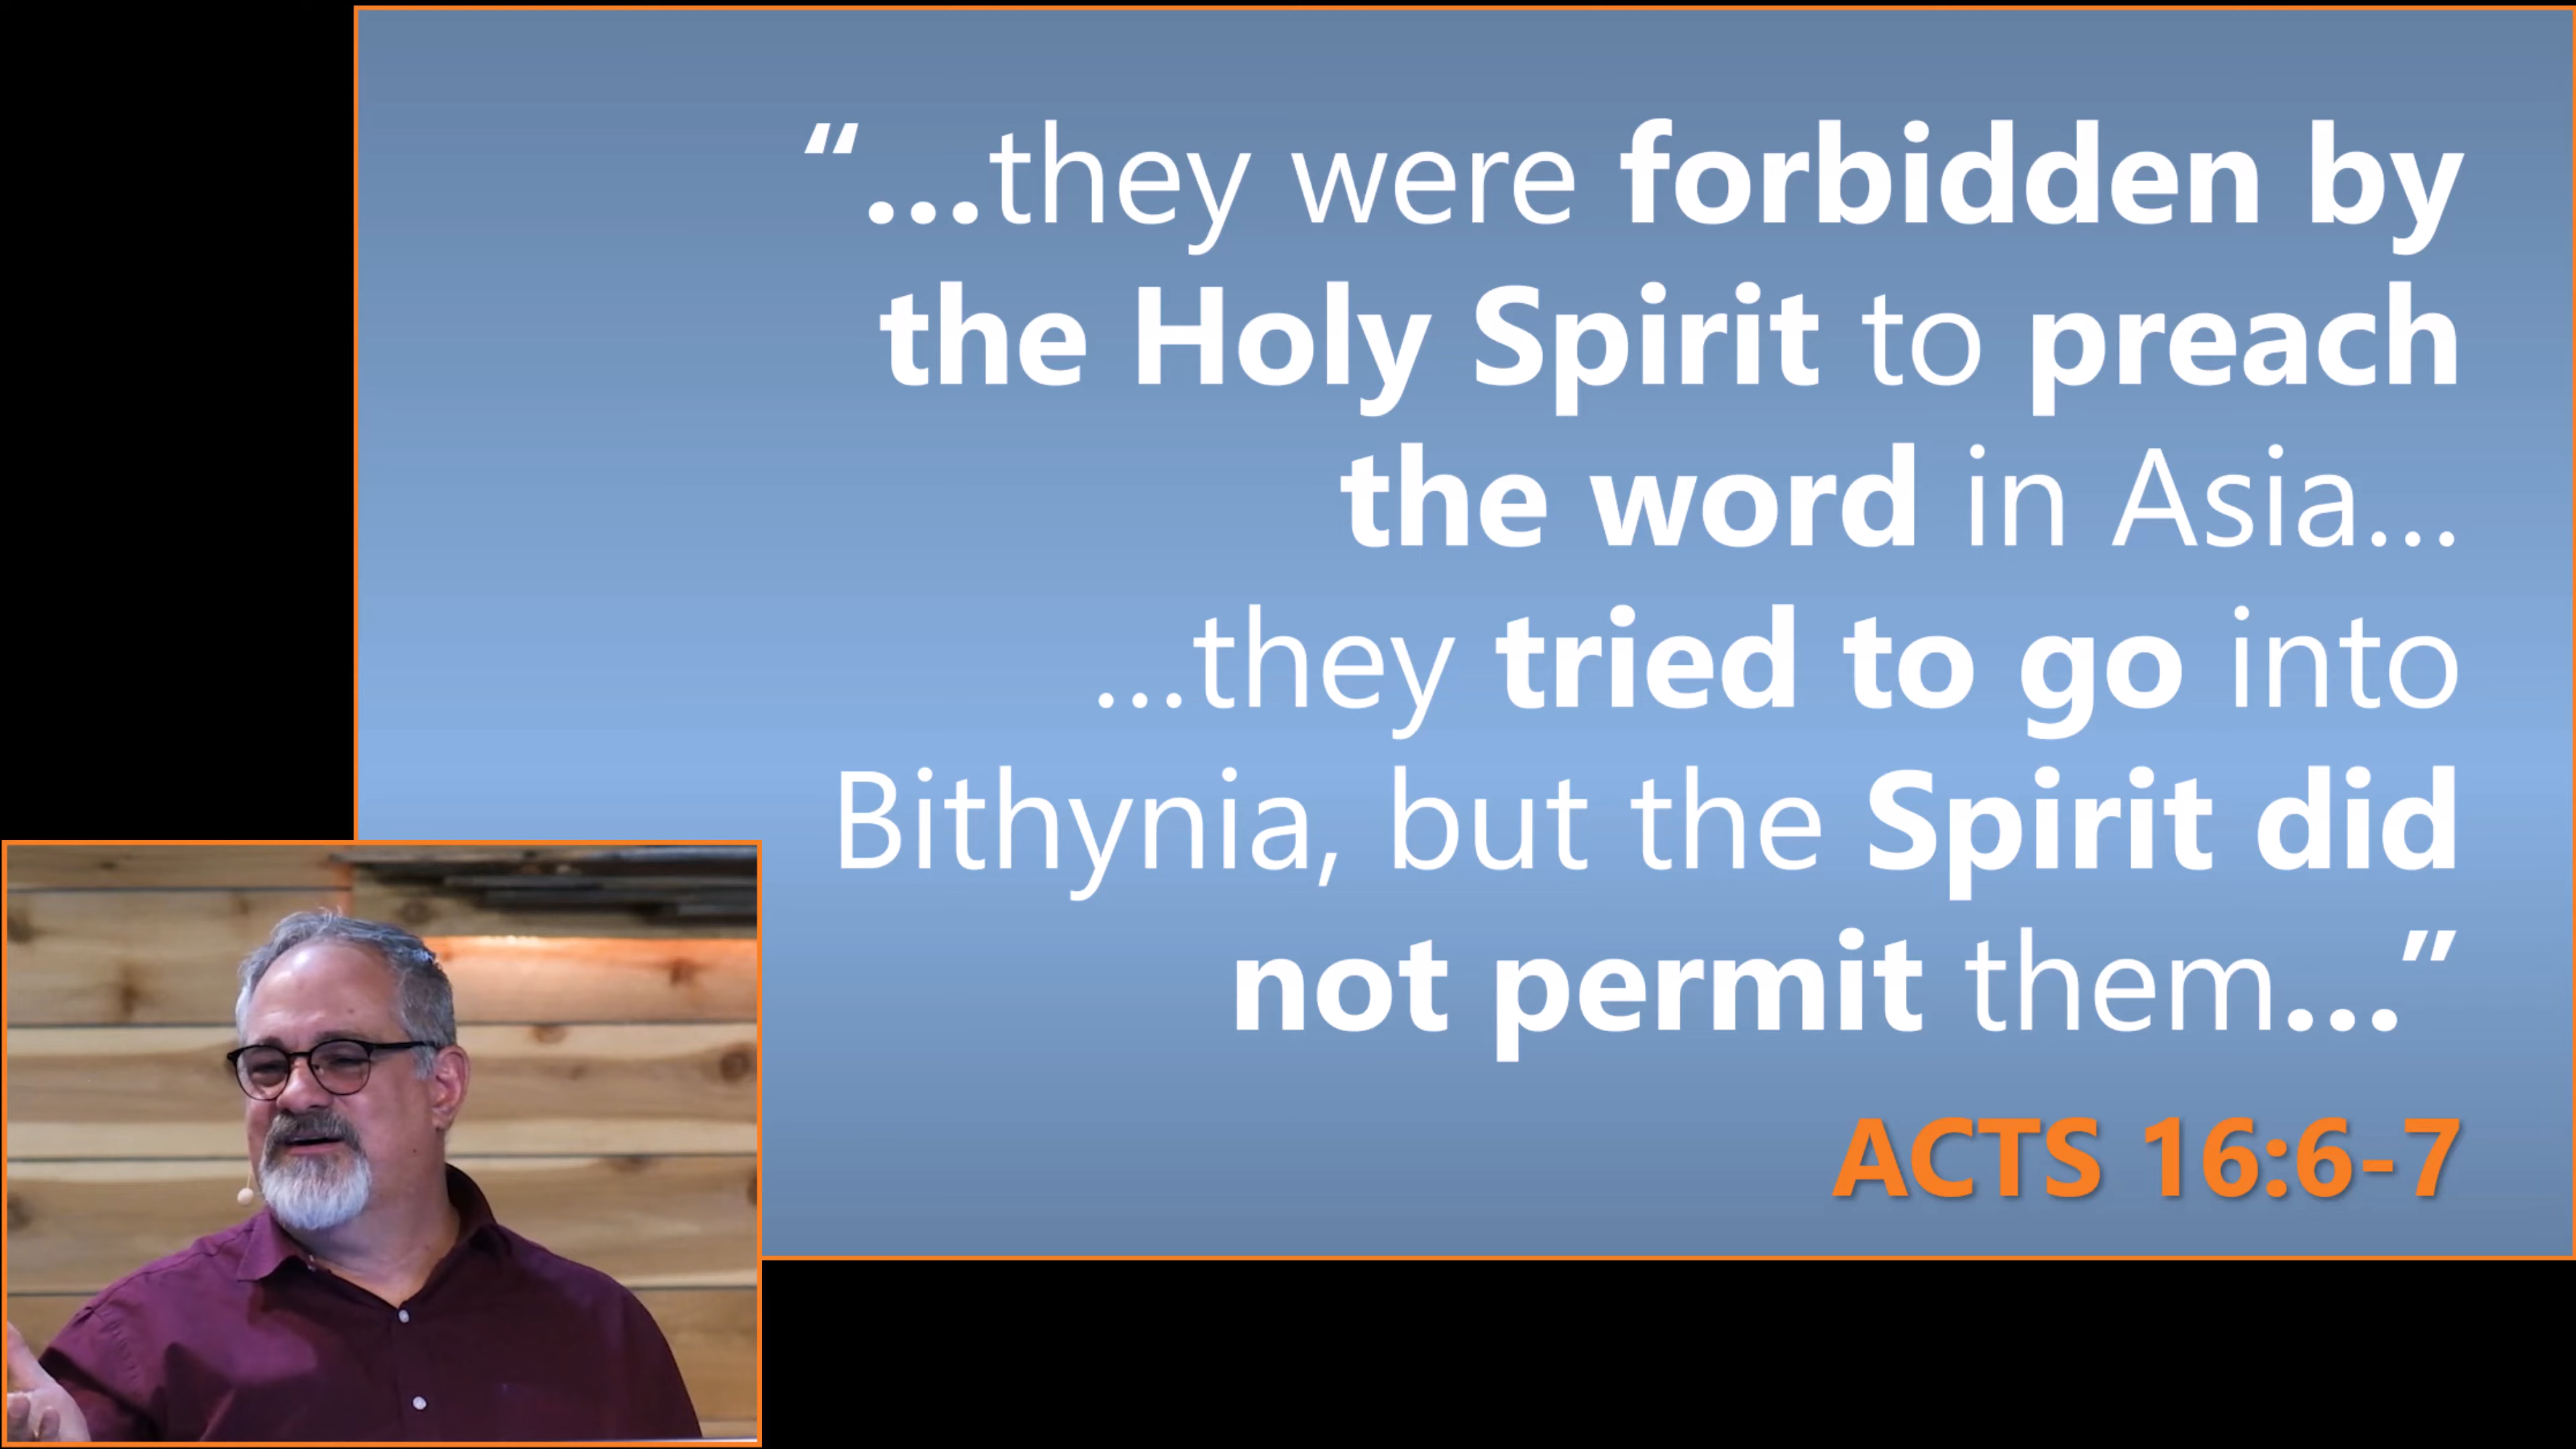 “...they were forbidden by
the Holy Spirit to preach
the word in Asia...
...they tried to go into
Bithynia, but the Spirit did
not permit them...”
ACTS 16:6-7